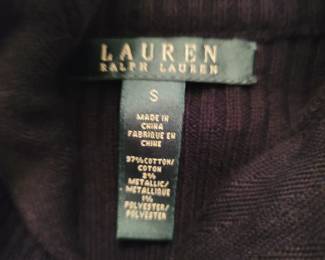 LAUREN
RALPH LAUREN
S
MADE IN
CHINA
FABRIQUE EN
CHINE
97% COTTON/
COTON
2%
METALLIC/
METALLIQUE
1%
POLYESTER/
POLYESTER